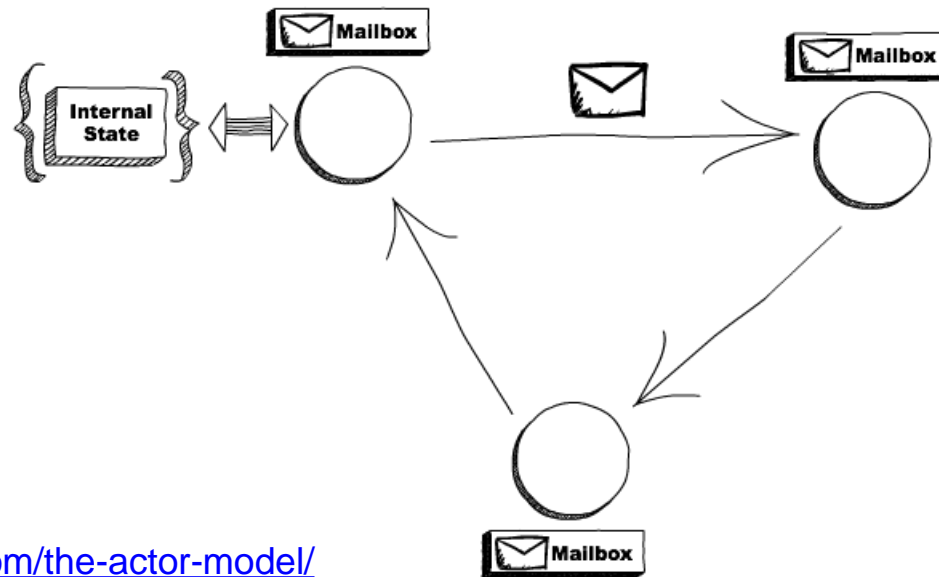 Mailbox
Mailbox
Internal
State
Mailbox
om/the-actor-model/